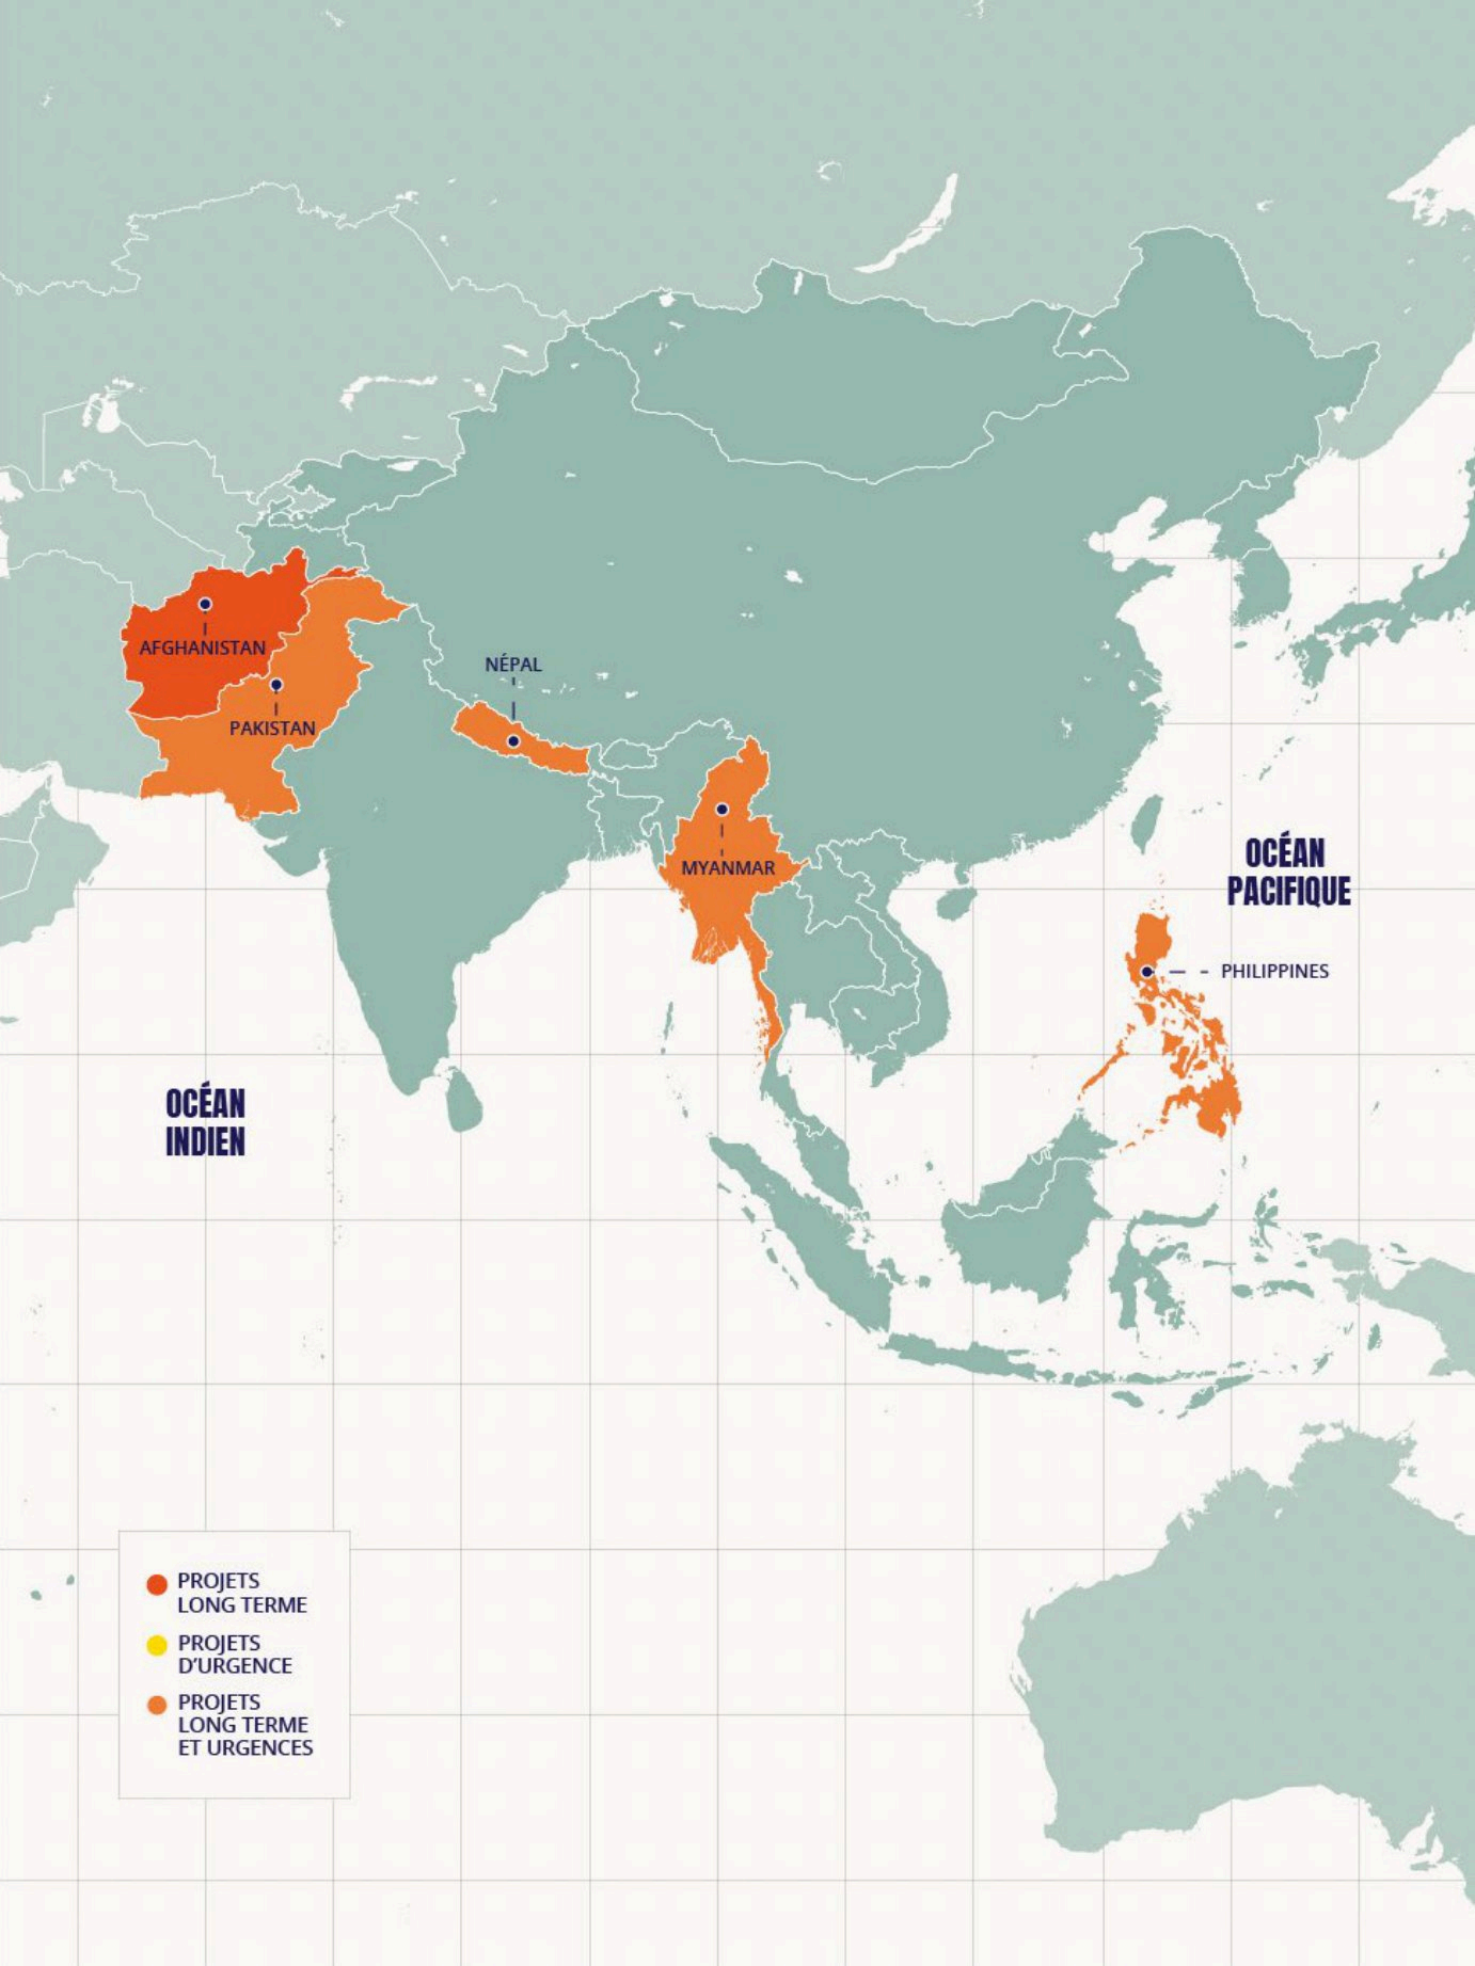 AFGHANISTAN
NÉPAL
PAKISTAN
MYANMAR
OCÉAN
PACIFIQUE
PHILIPPINES
OCÉAN
INDIEN
PROJETS
LONG TERME
PROJETS
D'URGENCE
PROJETS
LONG TERME
ET URGENCES